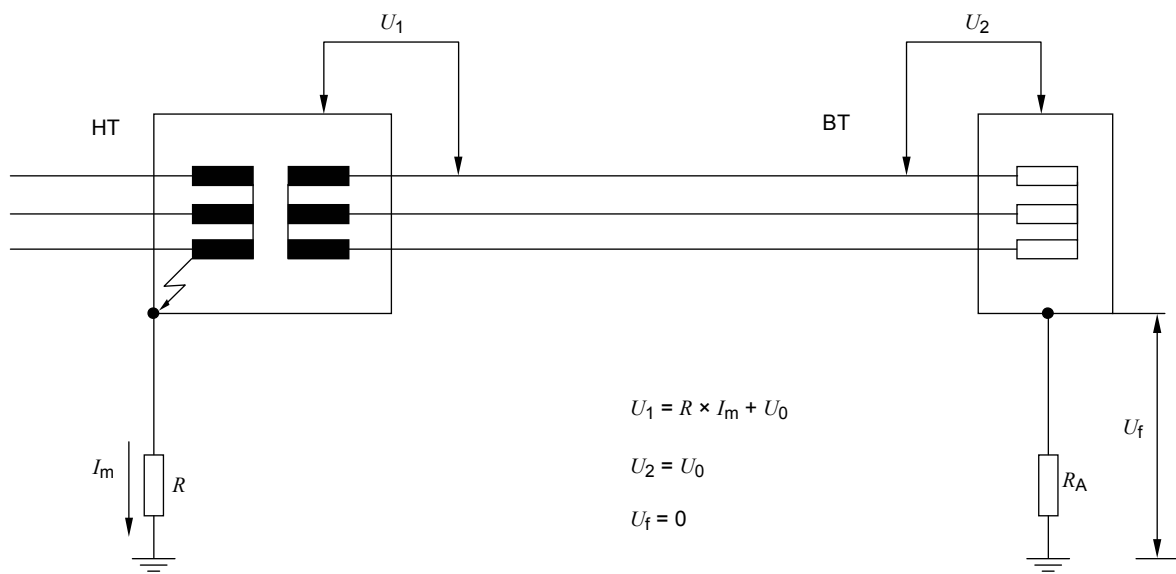 U1
U2
HT
BT
U1 = R × Im + U0
U2 = U0
Uf = 0
Im
R
RA
Uf